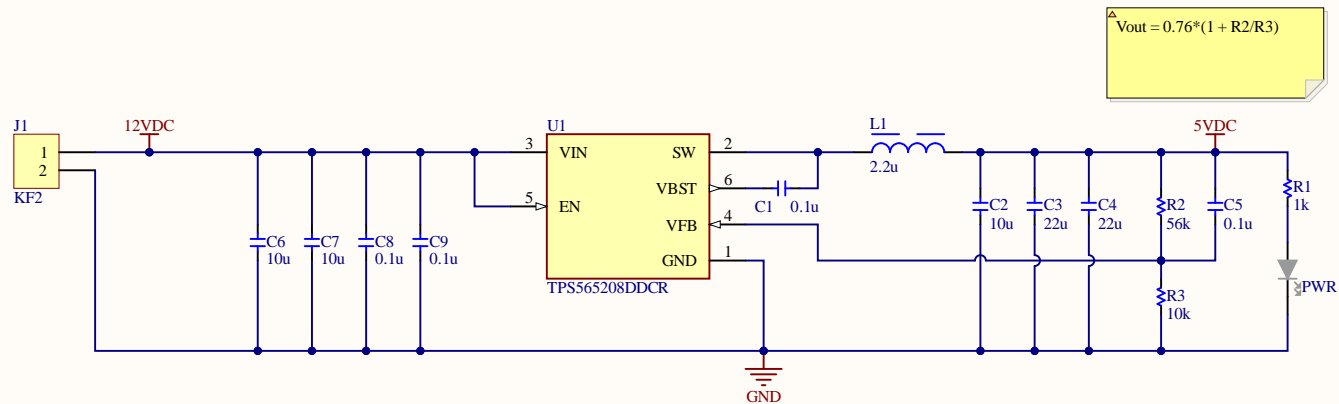 Vout = 0.76*(1 + R2/R3)
J1
1
2
KF2
12VDC
C6
10u
C7
10u
C8
0.1u
C9
0.1u
U1
3 VIN SW 2
VBST 6
5 EN
VFB 4
GND 1
TPS565208DDCR
C1 0.1u
L1
2.2u
C2
10u
C3
22u
C4
22u
R2
56k
5VDC
C5
0.1u
R1
1k
R3
10k
PWR
GND